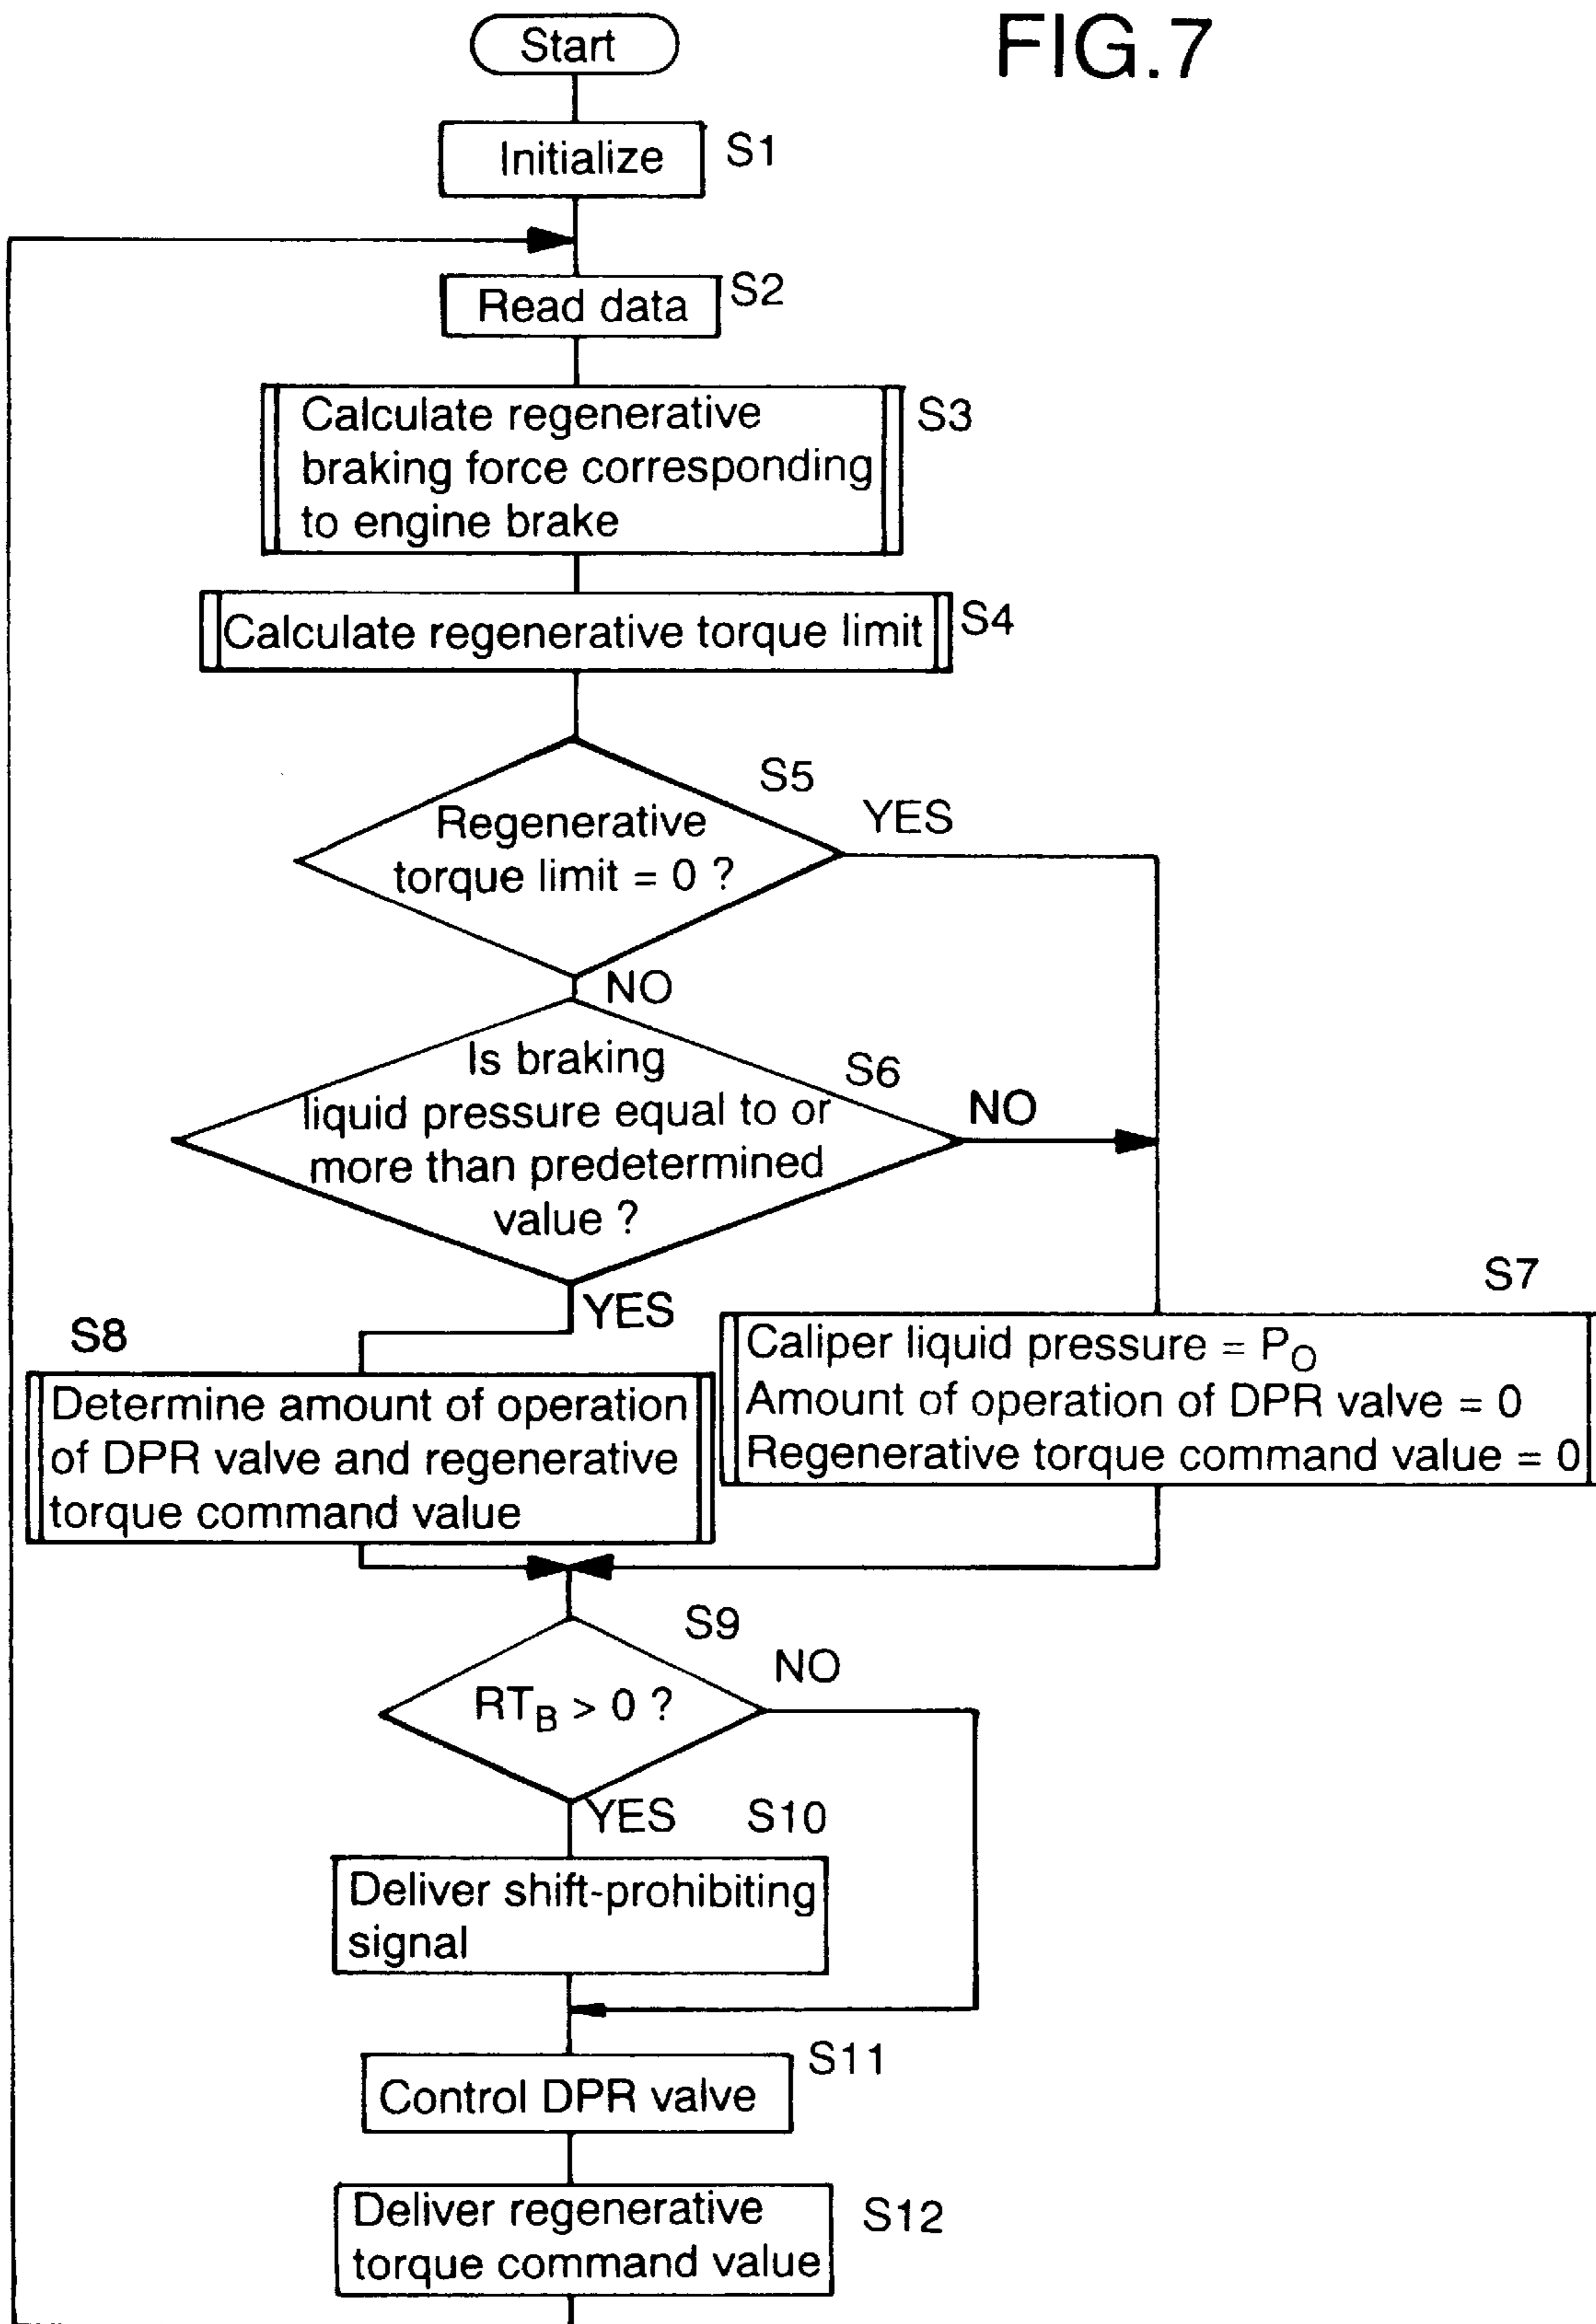 FIG.7
Start
Initialize
S1
Read data
S2
Calculate regenerative
braking force corresponding
to engine brake
S3
Calculate regenerative torque limit
S4
S5
Regenerative
torque limit = 0 ?
YES
NO
Is braking
liquid pressure equal to or
more than predetermined
value ?
S6
NO
YES
S7
Caliper liquid pressure = PO
Amount of operation of DPR valve = 0
Regenerative torque command value = 0
S8
Determine amount of operation
of DPR valve and regenerative
torque command value
S9
RTB > 0 ?
NO
YES
S10
Deliver shift-prohibiting
signal
S11
Control DPR valve
Deliver regenerative
torque command value
S12